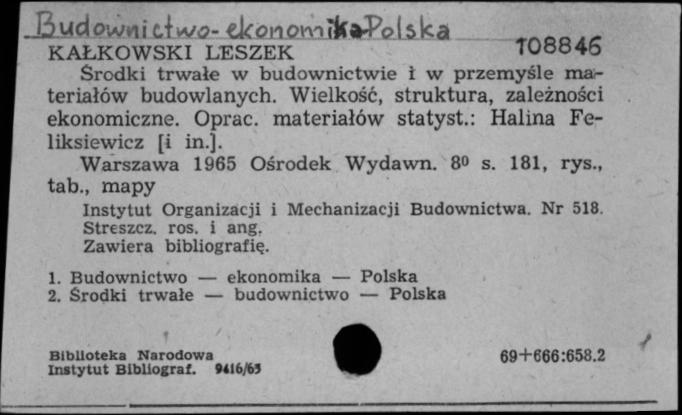 Budownictwo-ekonomika-Polska
KAŁKOWSKI LESZEK 108846
Środki trwałe w budownictwie i w przemyśle ma-
teriałów budowlanych. Wielkość, struktura, zależności
ekonomiczne. Oprac. materiałów statyst.: Halina Fe-
liksiewicz [i in.].
Warszawa 1965 Ośrodek Wydawn. 8⁰ s. 181, rys.,
tab., mapy
Instytut Organizacji i Mechanizacji Budownictwa. Nr 518.
Streszcz. ros. i ang.
Zawiera bibliografię.
1. Budownictwo — ekonomika — Polska
2. Środki trwałe — budownictwo — Polska
Biblioteka Narodowa
Instytut Bibliograf. 9416/65 69+666:658.2